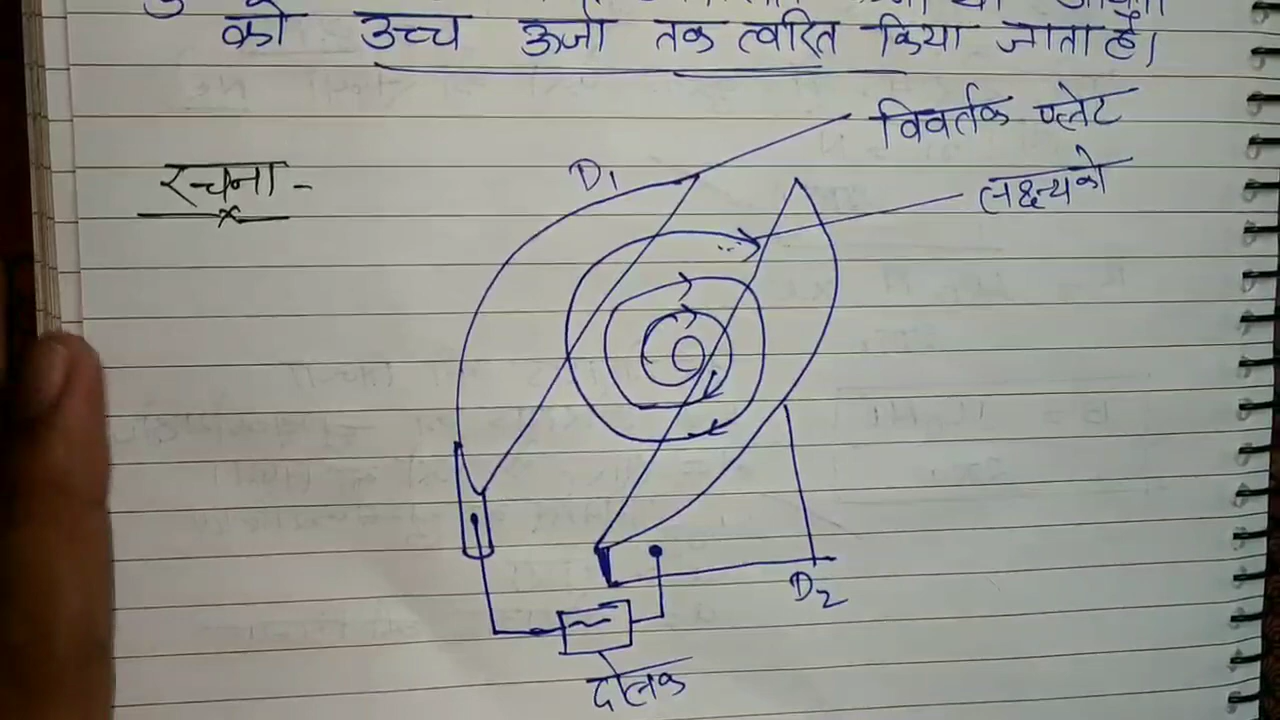 को उच्च ऊर्जा तक त्वरित किया जाता है।
विवर्तक प्लेट
रचना -
D1
लक्ष्य को
दोलक
D2